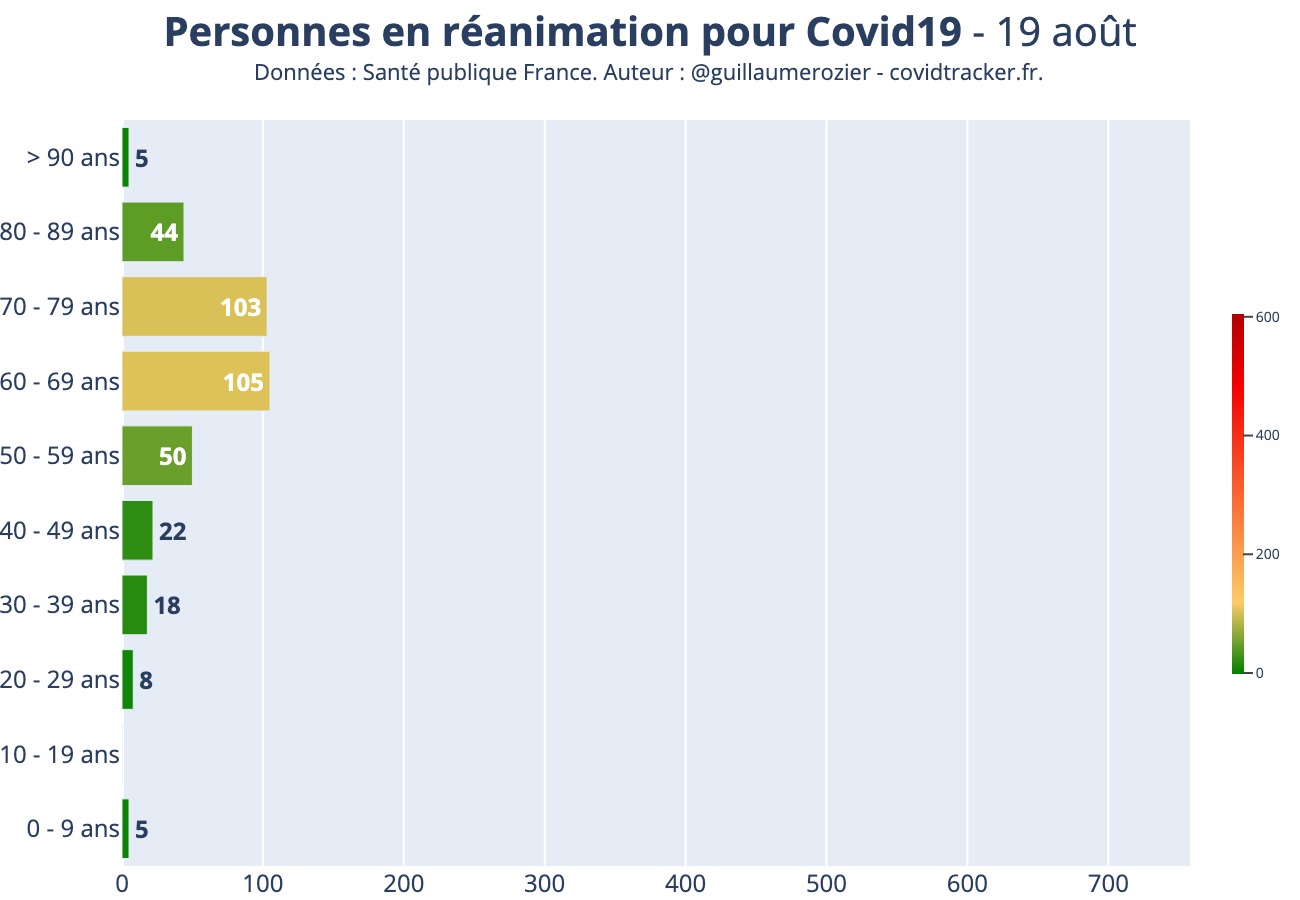 Personnes en réanimation pour Covid19 - 19 août
Données : Santé publique France. Auteur : @guillaumerozier - covidtracker.fr.
> 90 ans 5
80 - 89 ans 44
70 - 79 ans 103
60 - 69 ans 105
50 - 59 ans 50
40 - 49 ans 22
30 - 39 ans 18
20 - 29 ans 8
10 - 19 ans
0 - 9 ans 5
0 100 200 300 400 500 600 700
600
400
200
0